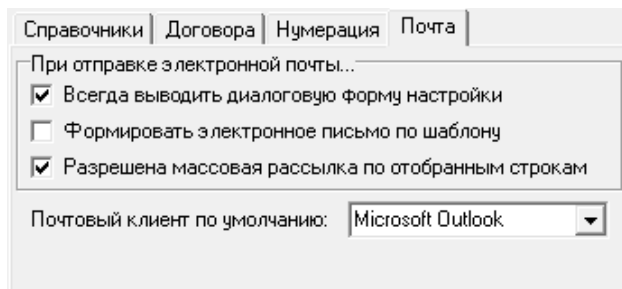 Справочники Договора Нумерация Почта
При отправке электронной почты...
Всегда выводить диалоговую форму настройки
Формировать электронное письмо по шаблону
Разрешена массовая рассылка по отобранным строкам
Почтовый клиент по умолчанию: Microsoft Outlook